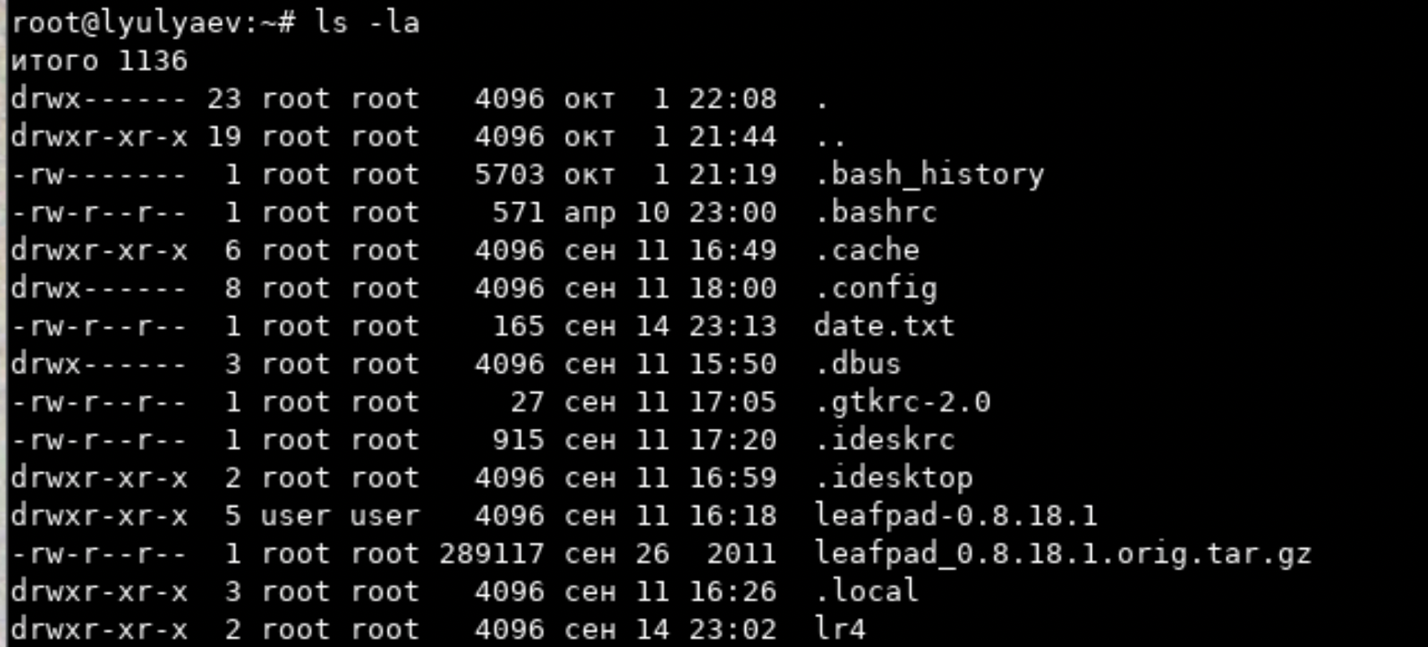 root@lyulyaev:~# ls -la
итого 1136
drwx------ 23 root root   4096 окт  1 22:08  .
drwxr-xr-x 19 root root   4096 окт  1 21:44  ..
-rw-------  1 root root   5703 окт  1 21:19  .bash_history
-rw-r--r--  1 root root    571 апр 10 23:00  .bashrc
drwxr-xr-x  6 root root   4096 сен 11 16:49  .cache
drwx------  8 root root   4096 сен 11 18:00  .config
-rw-r--r--  1 root root    165 сен 14 23:13  date.txt
drwx------  3 root root   4096 сен 11 15:50  .dbus
-rw-r--r--  1 root root     27 сен 11 17:05  .gtkrc-2.0
-rw-r--r--  1 root root    915 сен 11 17:20  .ideskrc
drwxr-xr-x  2 root root   4096 сен 11 16:59  .idesktop
drwxr-xr-x  5 user user   4096 сен 11 16:18  leafpad-0.8.18.1
-rw-r--r--  1 root root 289117 сен 26  2011  leafpad_0.8.18.1.orig.tar.gz
drwxr-xr-x  3 root root   4096 сен 11 16:26  .local
drwxr-xr-x  2 root root   4096 сен 14 23:02  lr4